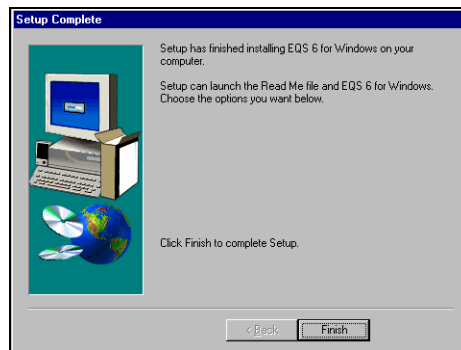 Setup Complete
Setup has finished installing EQS 6 for Windows on your
computer.
Setup can launch the Read Me file and EQS 6 for Windows.
Choose the options you want below.
Click Finish to complete Setup.
< Back
Finish